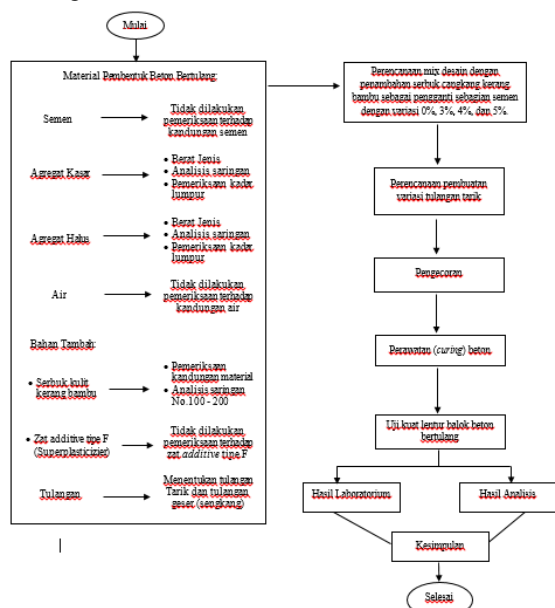 Mulai
Material Pembentuk Beton Bertulang:
Semen
Tidak dilakukan
pemeriksaan terhadap
kandungan semen
Agregat Kasar
• Berat Jenis
• Analisis saringan
• Pemeriksaan kadar
lumpur
Agregat Halus
• Berat Jenis
• Analisis saringan
• Pemeriksaan kadar
lumpur
Air
Tidak dilakukan
pemeriksaan terhadap
kandungan air
Bahan Tambah:
• Serbuk kulit
kerang bambu
• Pemeriksaan
kandungan material
• Analisis saringan
No.100 - 200
• Zat additive tipe F
(Superplasticizier)
Tidak dilakukan
pemeriksaan terhadap
zat additive tipe F
Tulangan
Menentukan tulangan
Tarik dan tulangan
geser (sengkang)
Perencanaan mix desain dengan
penambahan serbuk cangkang kerang
bambu sebagai pengganti sebagian semen
dengan variasi 0%, 3%, 4%, dan 5%.
Perencanaan pembuatan
variasi tulangan tarik
Pengecoran
Perawatan (curing) beton
Uji kuat lentur balok beton
bertulang
Hasil Laboratorium
Hasil Analisis
Kesimpulan
Selesai